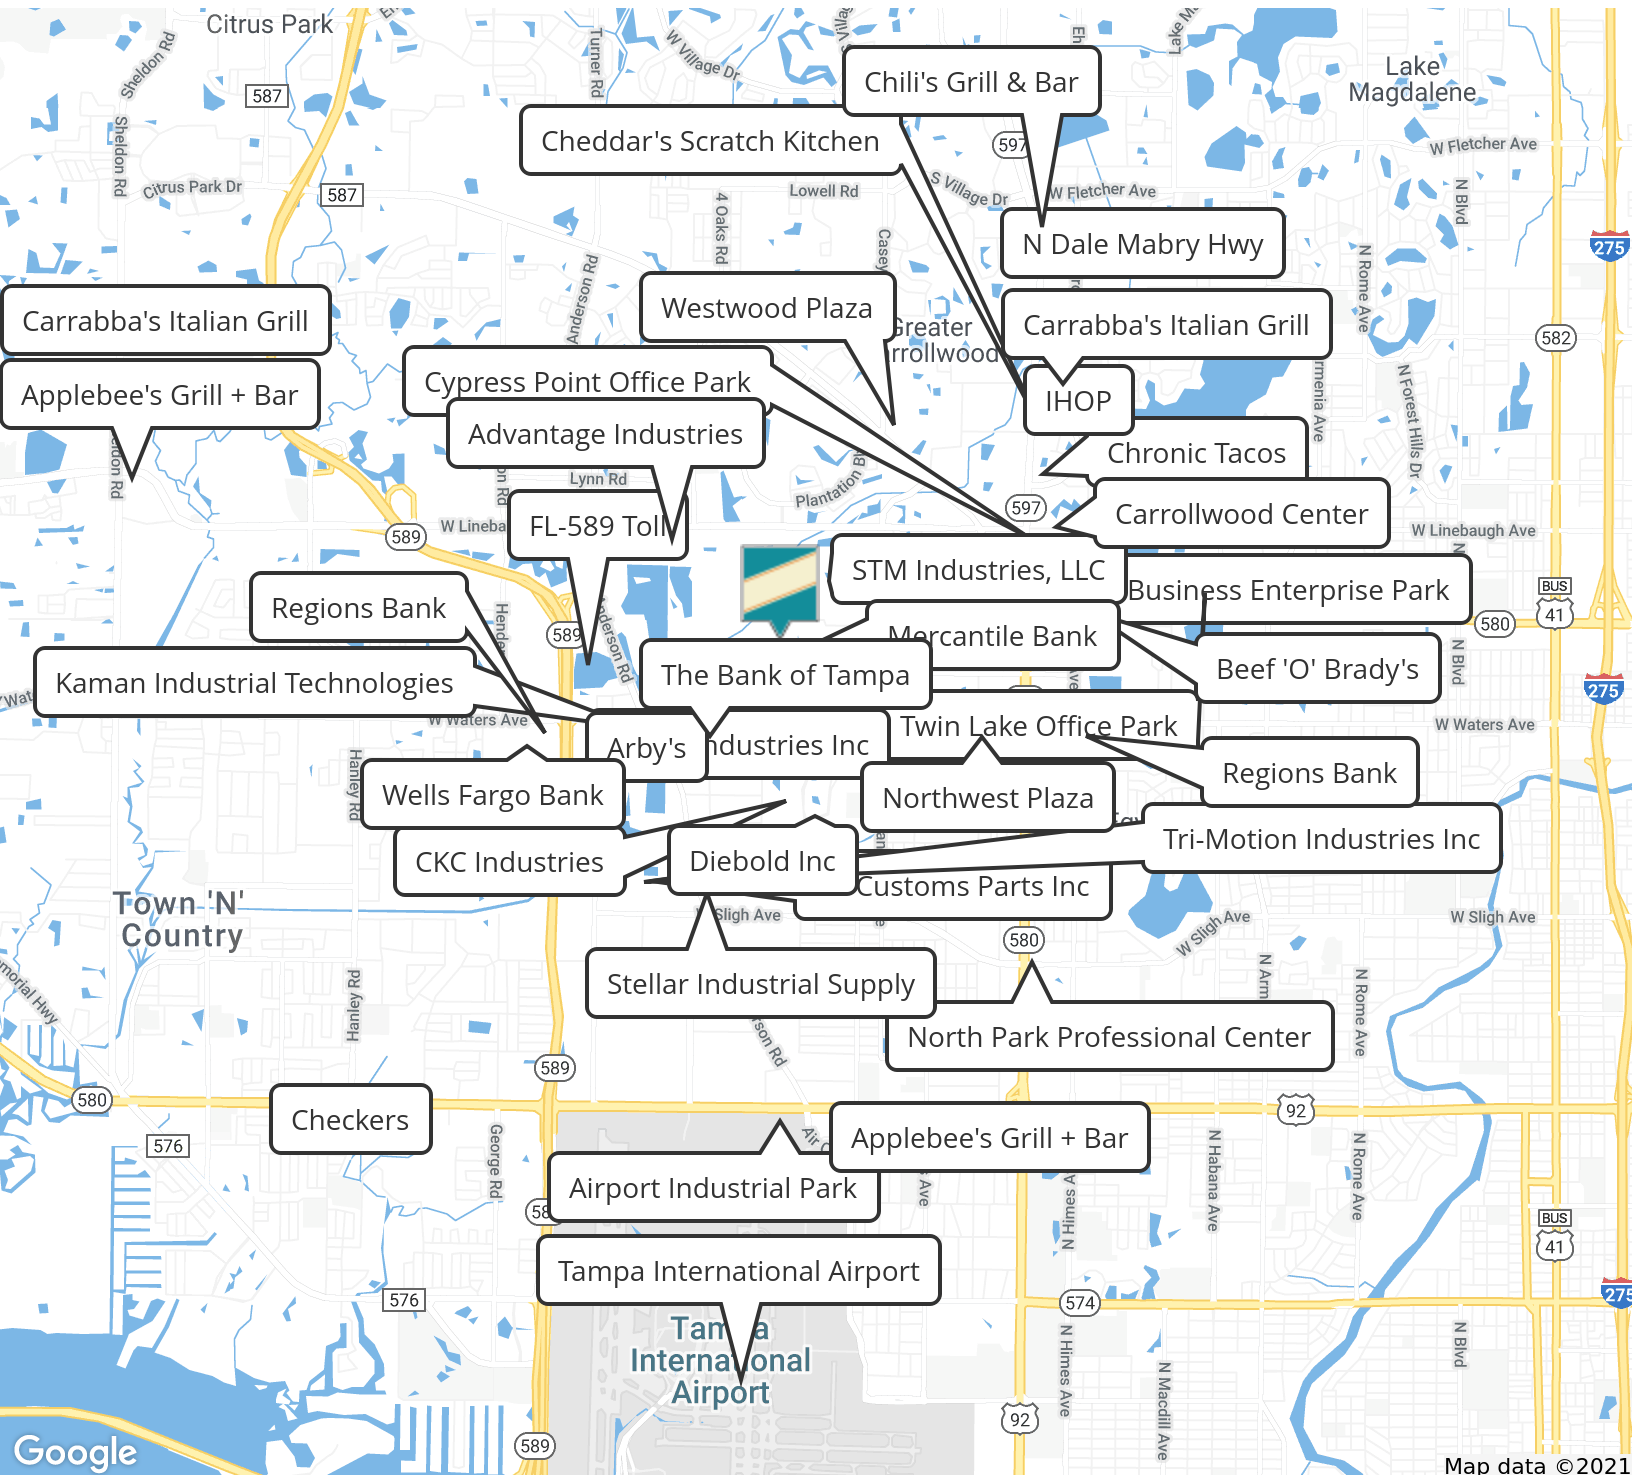 Citrus Park
Sheldon Rd
587
Turner Rd
W Village Dr
Chili's Grill & Bar
Lake
Magdalene
Cheddar's Scratch Kitchen
597
W Fletcher Ave
Sheldon Rd
Citrus Park Dr
587
Lowell Rd
S Village Dr
W Fletcher Ave
N Blvd
4 Oaks Rd
N Dale Mabry Hwy
275
Anderson Rd
N Rome Ave
Carrabba's Italian Grill
Westwood Plaza
Greater
Carrabba's Italian Grill
582
Applebee's Grill + Bar
Cypress Point Office Park
IHOP
N Forest Hills Dr
Advantage Industries
Chronic Tacos
Lynn Rd
597
Carrollwood Center
589
FL-589 Toll
W Linebaugh Ave
STM Industries, LLC
Business Enterprise Park
BUS
41
580
Regions Bank
589
Mercantile Bank
Anderson Rd
The Bank of Tampa
Beef 'O' Brady's
N Blvd
Kaman Industrial Technologies
275
W Waters Ave
Arby's
ndustries Inc
Twin Lake Office Park
W Waters Ave
Hanley Rd
Wells Fargo Bank
Northwest Plaza
Regions Bank
CKC Industries
Diebold Inc
Tri-Motion Industries Inc
Customs Parts Inc
Town 'N'
Country
Sligh Ave
W Sligh Ave
W Sligh Ave
580
Hanley Rd
Stellar Industrial Supply
N Rome Ave
North Park Professional Center
589
580
Checkers
92
576
George Rd
Applebee's Grill + Bar
N Habana Ave
N Rome Ave
Airport Industrial Park
BUS
41
Tampa International Airport
576
574
275
Tampa
International
Airport
N Himes Ave
N Macdill Ave
N Blvd
92
589
Google
Map data ©2021